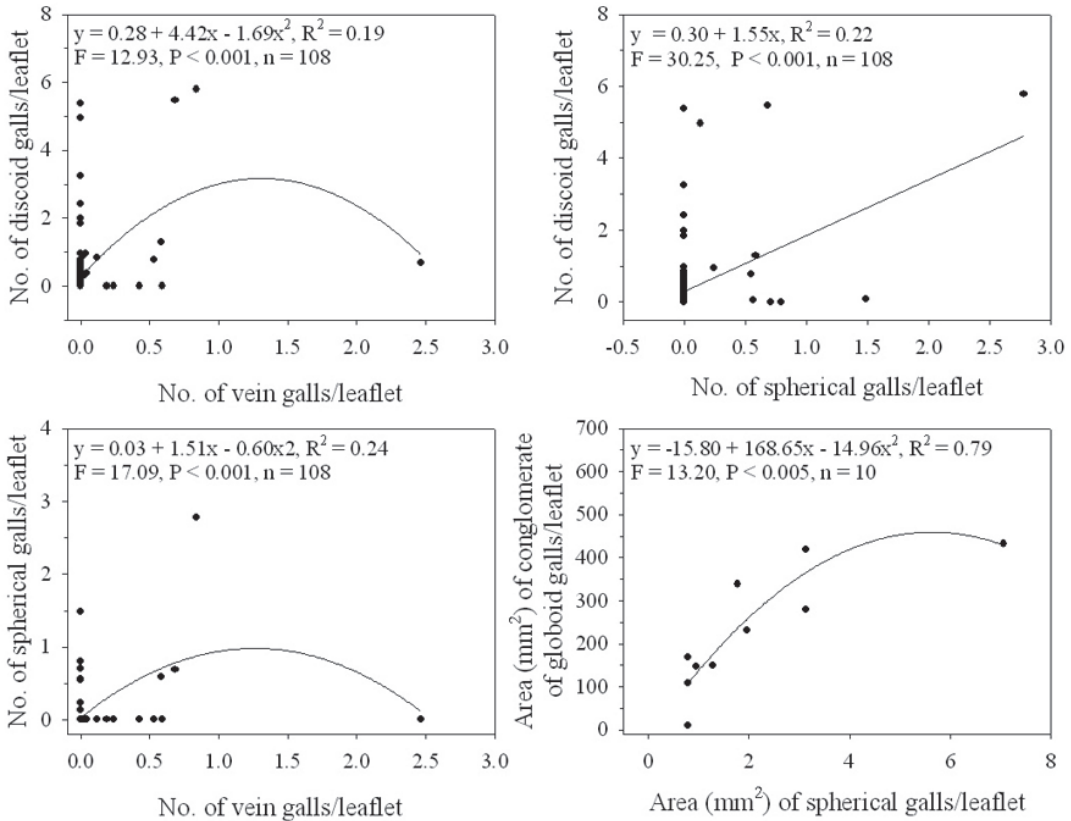 y = 0.28 + 4.42x - 1.69x², R² = 0.19
F = 12.93, P < 0.001, n = 108
No. of discoid galls/leaflet
8
6
4
2
0
0.0 0.5 1.0 1.5 2.0 2.5 3.0
No. of vein galls/leaflet
y = 0.30 + 1.55x, R² = 0.22
F = 30.25, P < 0.001, n = 108
No. of discoid galls/leaflet
8
6
4
2
0
-0.5 0.0 0.5 1.0 1.5 2.0 2.5 3.0
No. of spherical galls/leaflet
y = 0.03 + 1.51x - 0.60x2, R² = 0.24
F = 17.09, P < 0.001, n = 108
No. of spherical galls/leaflet
4
3
2
1
0
0.0 0.5 1.0 1.5 2.0 2.5 3.0
No. of vein galls/leaflet
y = -15.80 + 168.65x - 14.96x², R² = 0.79
F = 13.20, P < 0.005, n = 10
Area (mm²) of conglomerate
of globoid galls/leaflet
700
600
500
400
300
200
100
0
0 2 4 6 8
Area (mm²) of spherical galls/leaflet